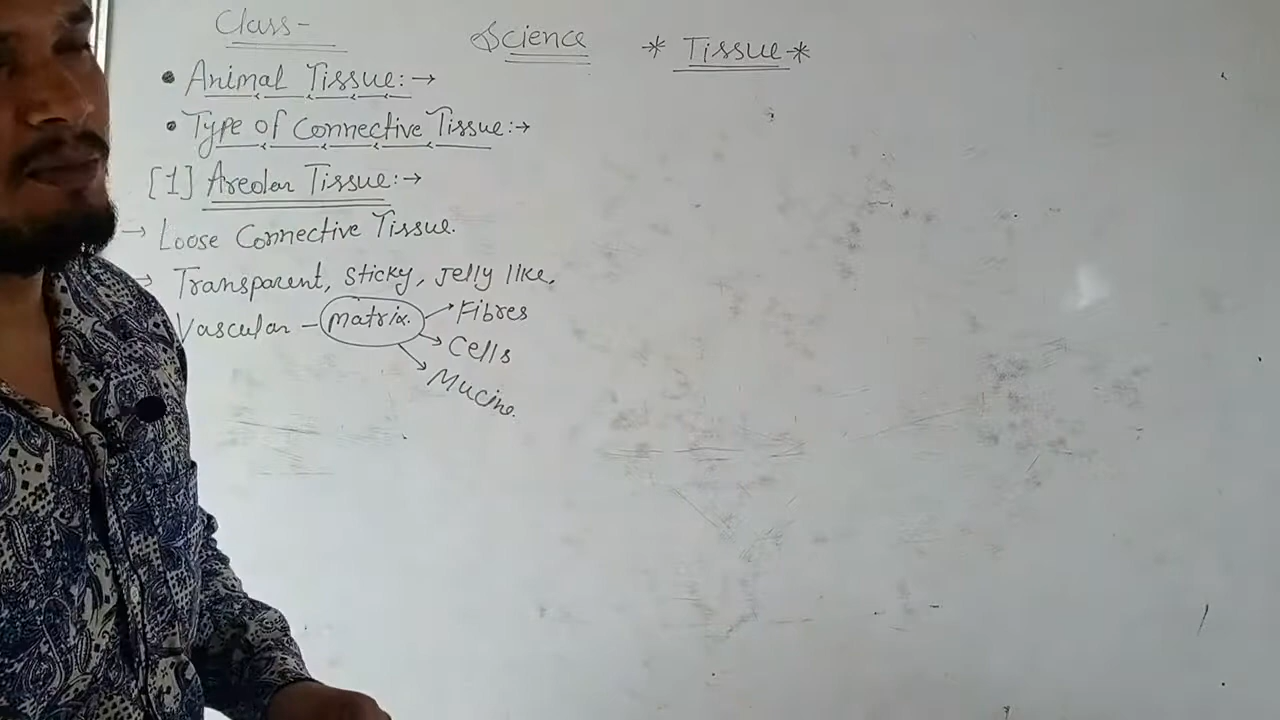 Class-
Science * Tissue *
• Animal Tissue:→
• Type of Connective Tissue:→
[1] Areolar Tissue:→
→ Loose Connective Tissue.
→ Transparent, Sticky, Jelly like,
Vascular - Matrix. → Fibres
→ Cells
→ Mucine.